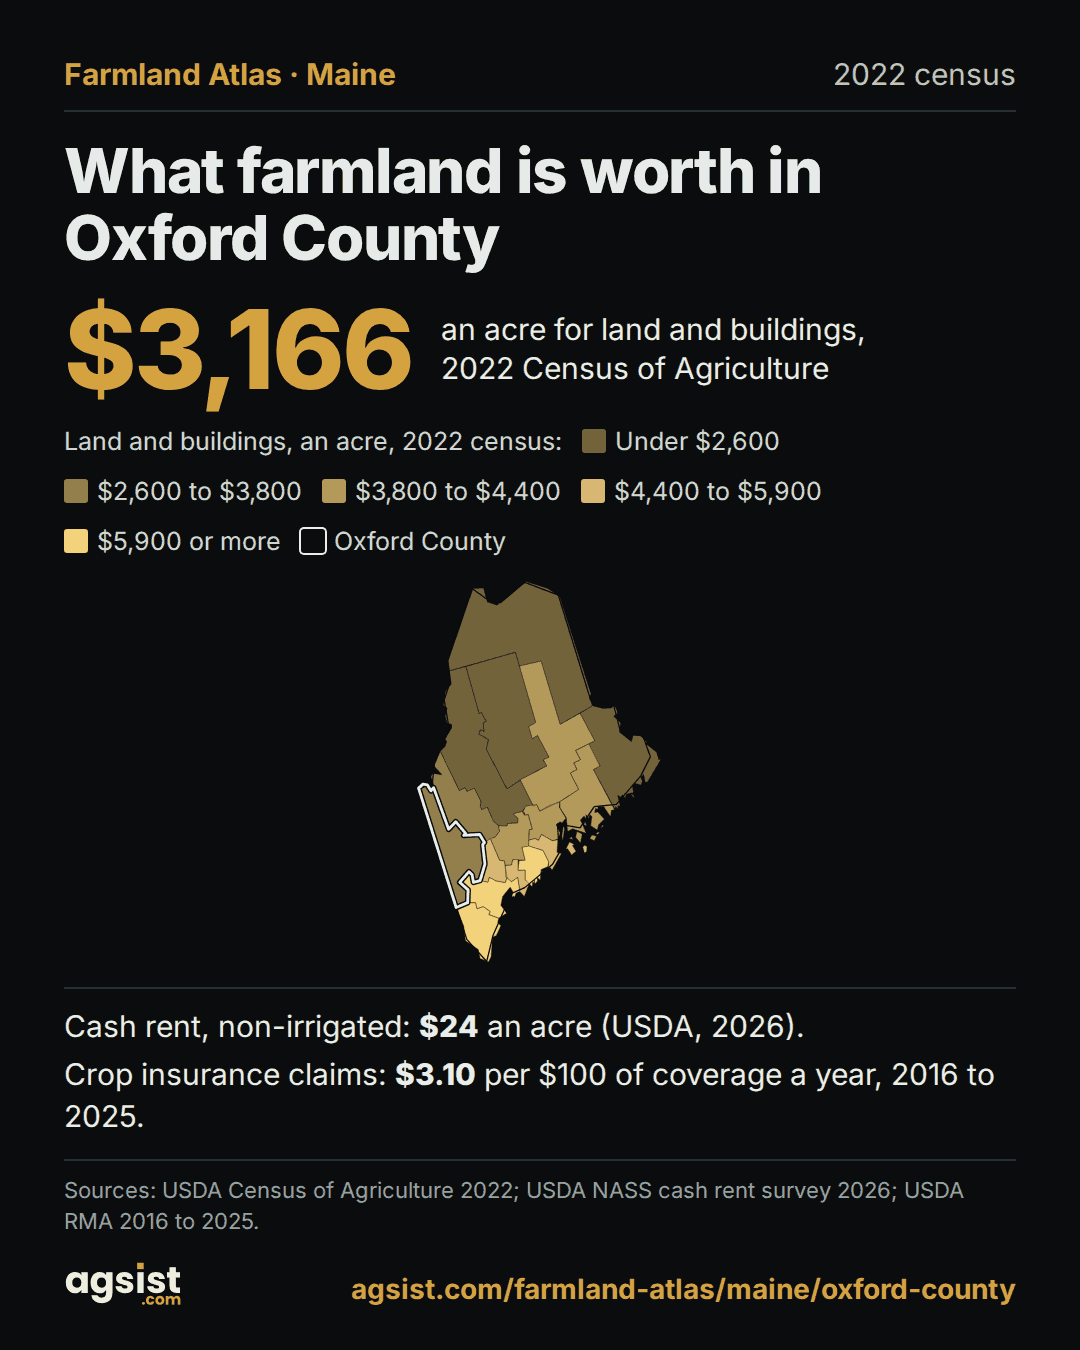 Farmland Atlas · Maine
2022 census
What farmland is worth in
Oxford County
$3,166
an acre for land and buildings,
2022 Census of Agriculture
Land and buildings, an acre, 2022 census: Under $2,600
$2,600 to $3,800 $3,800 to $4,400 $4,400 to $5,900
$5,900 or more Oxford County
Cash rent, non-irrigated: $24 an acre (USDA, 2026).
Crop insurance claims: $3.10 per $100 of coverage a year, 2016 to
2025.
Sources: USDA Census of Agriculture 2022; USDA NASS cash rent survey 2026; USDA
RMA 2016 to 2025.
agsist
.com
agsist.com/farmland-atlas/maine/oxford-county